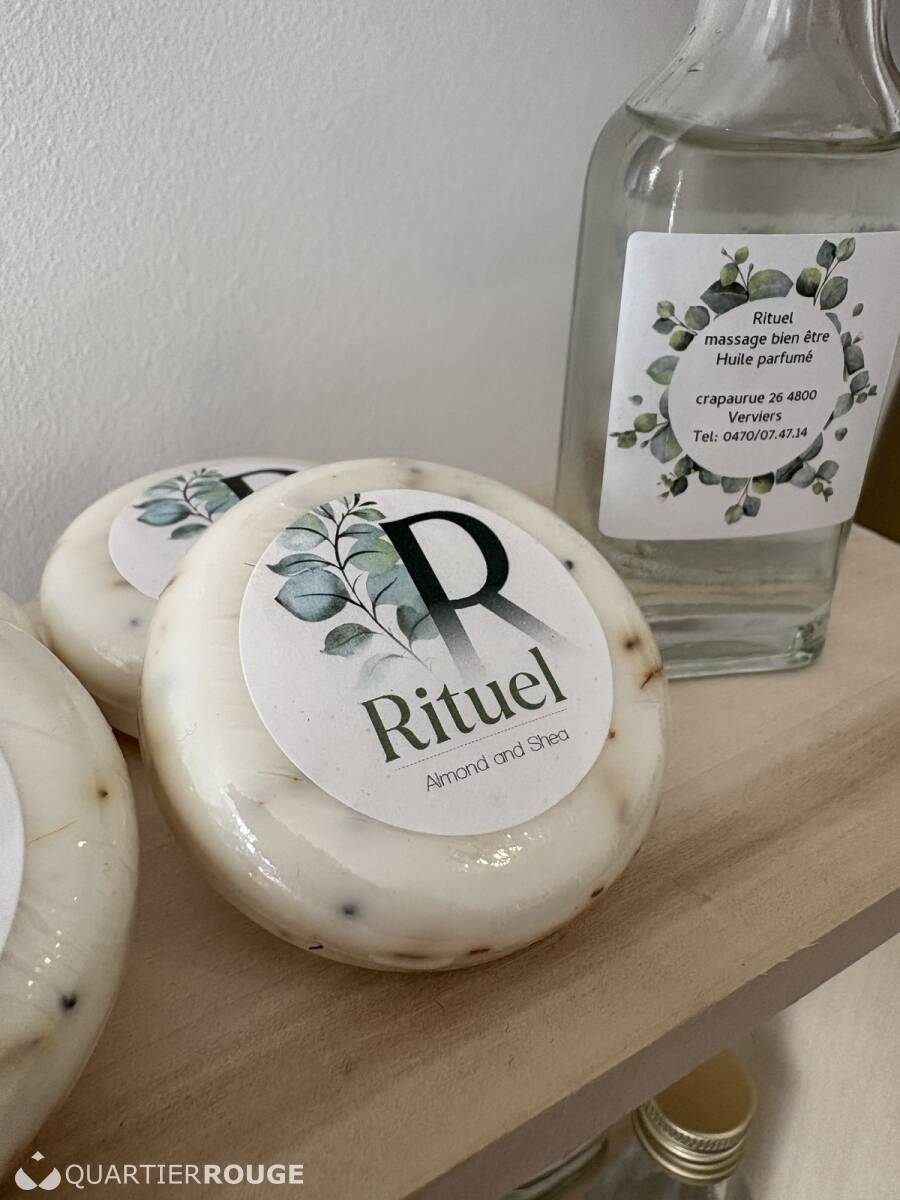 Rituel
massage bien être
Huile parfumé
crapaurue 26 4800
Verviers
Tel: 0470/07.47.14
R
R
Rituel
Almond and Shea
QUARTIERROUGE